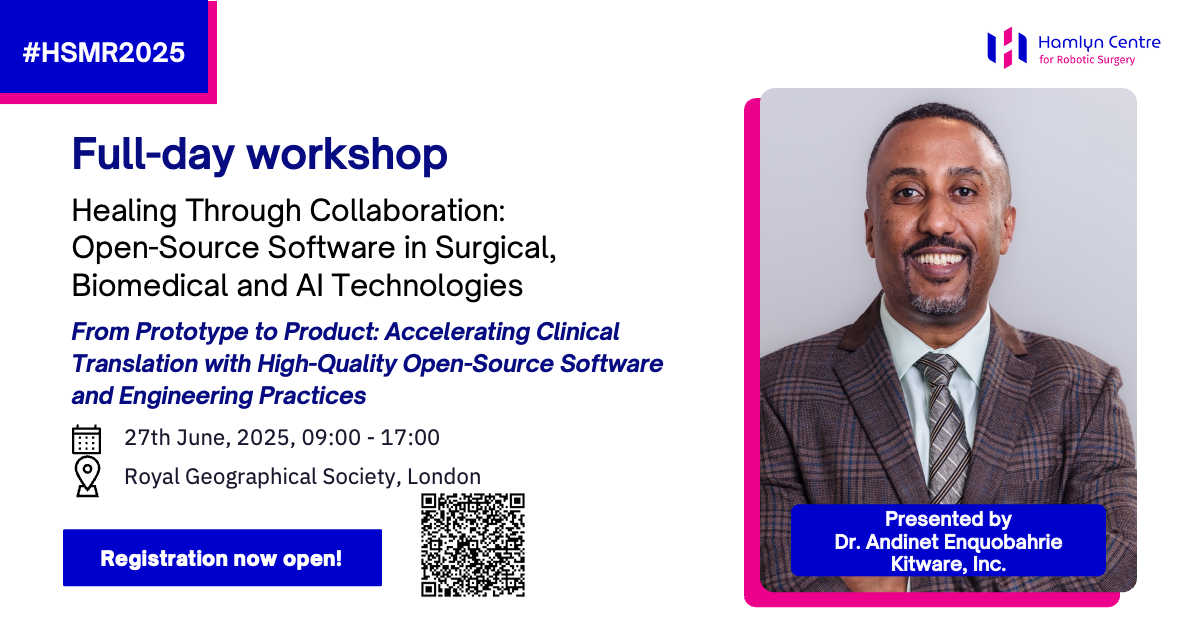 #HSMR2025
Hamlyn Centre
for Robotic Surgery
Full-day workshop
Healing Through Collaboration:
Open-Source Software in Surgical,
Biomedical and AI Technologies
From Prototype to Product: Accelerating Clinical
Translation with High-Quality Open-Source Software
and Engineering Practices
27th June, 2025, 09:00 - 17:00
Royal Geographical Society, London
Registration now open!
Presented by
Dr. Andinet Enquobahrie
Kitware, Inc.